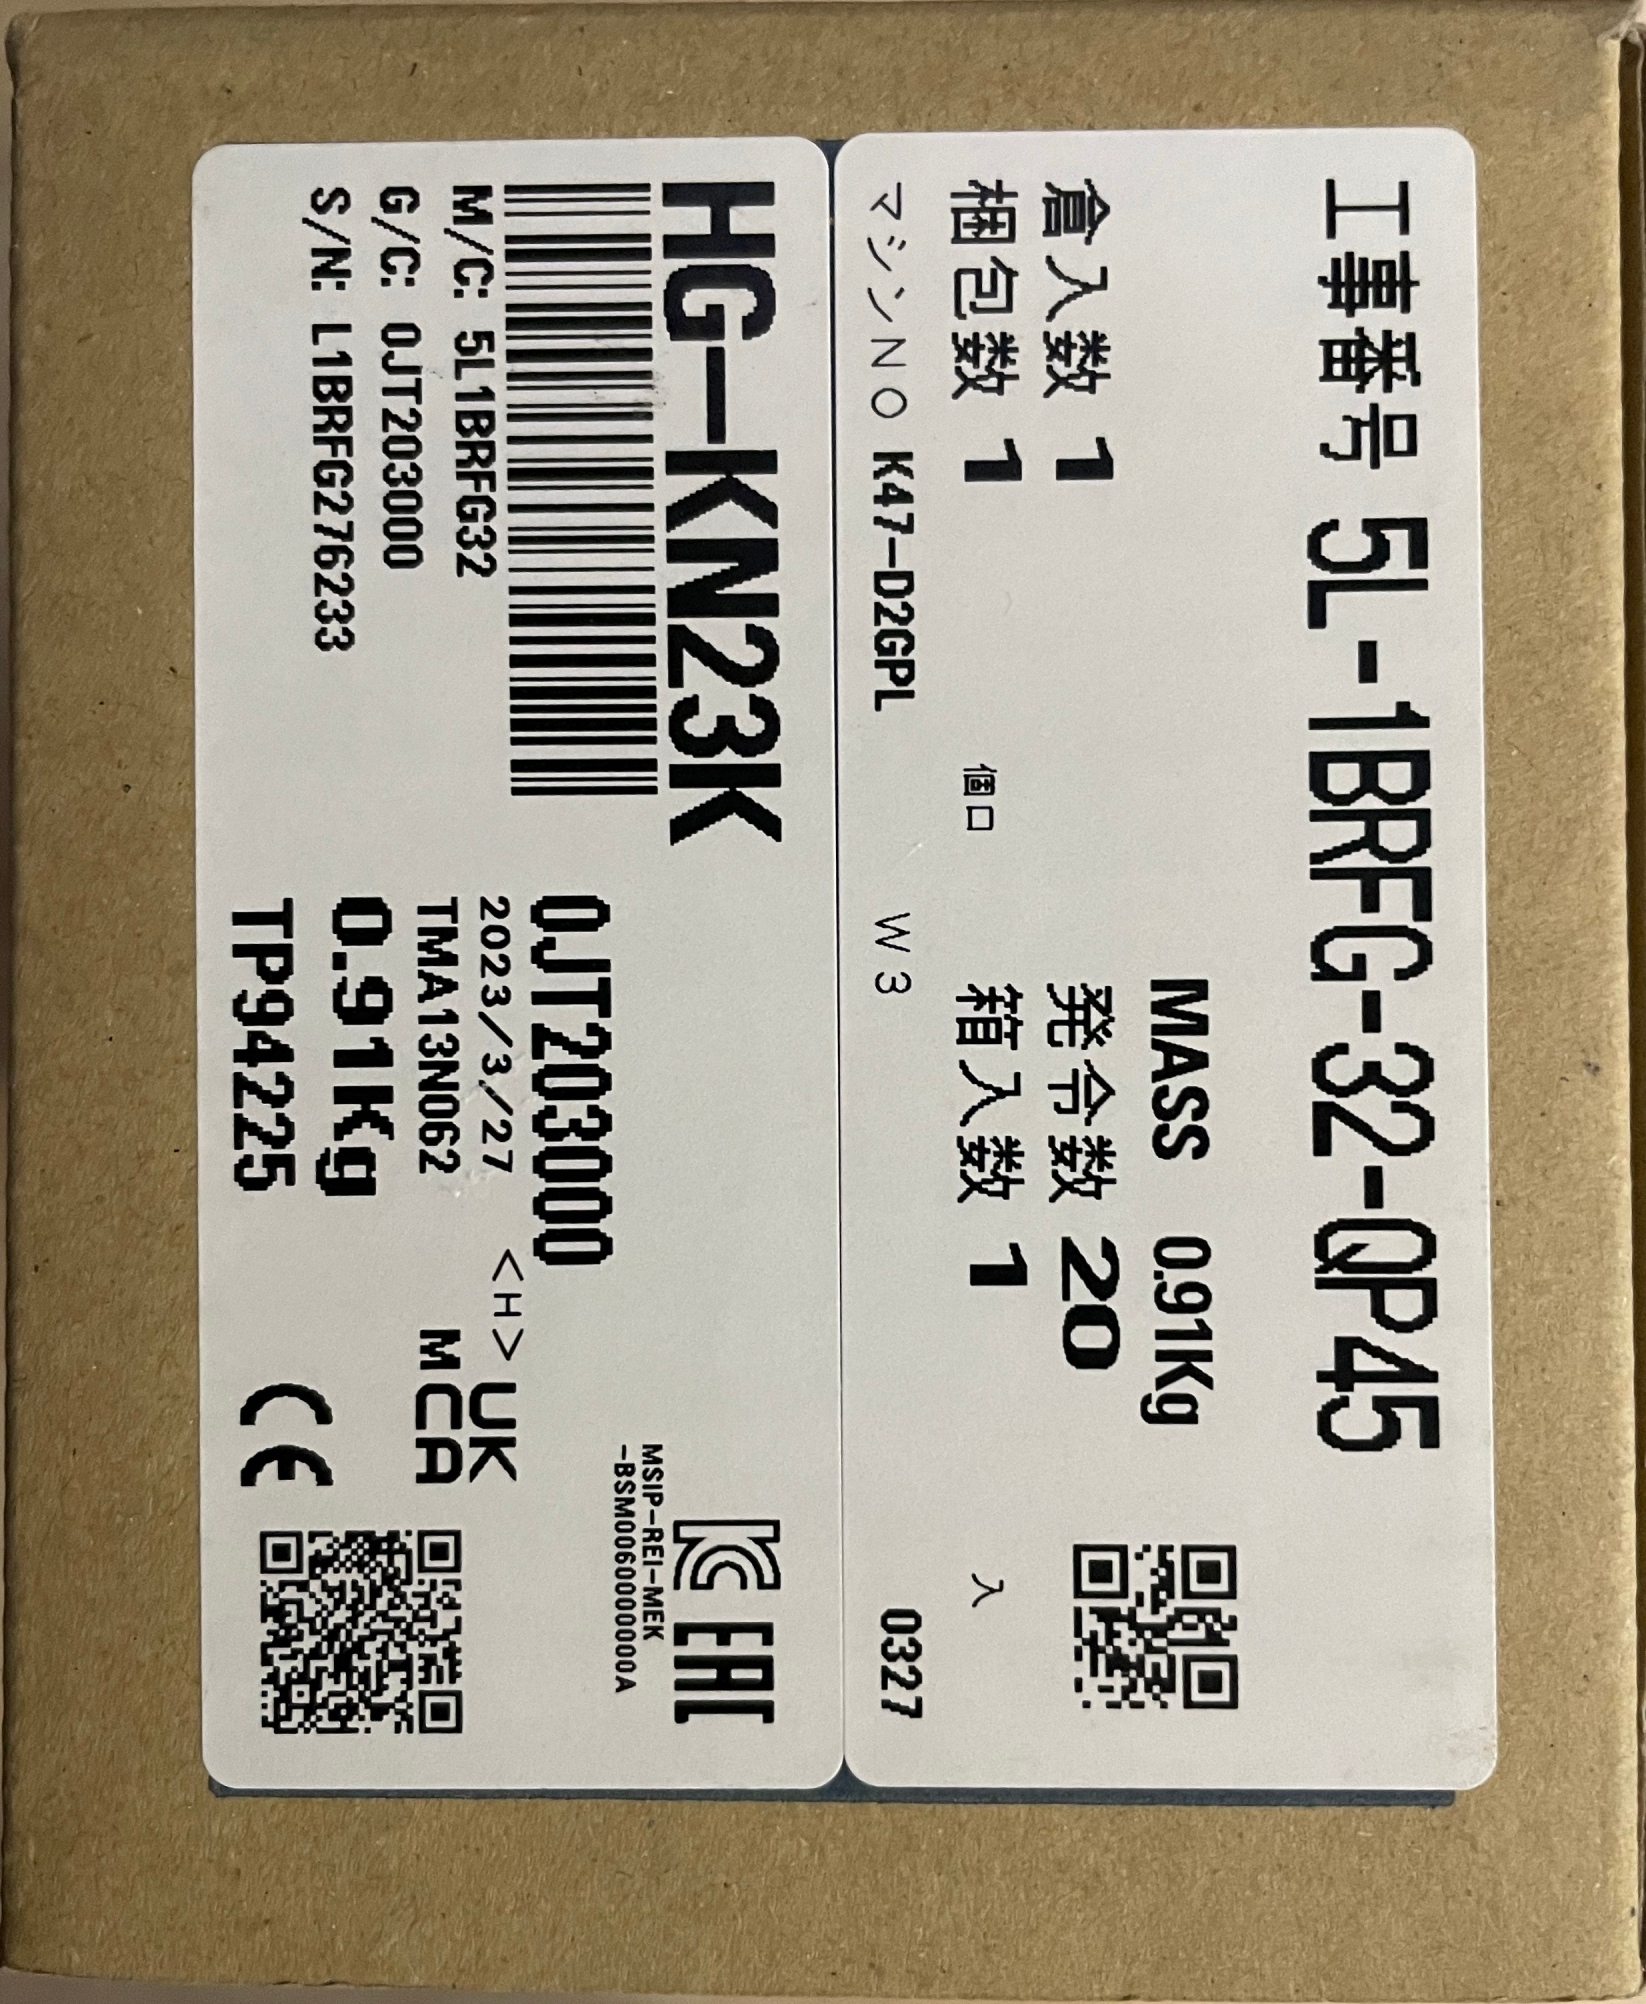 工事番号 5L-1BRFG-32-QP45
MASS 0.91Kg
倉入数 1 発令数 20
梱包数 1 個口 箱入数 1 入
マシンNO K47-D2GPL W3 0327
HG-KN23K
KC EAC
MSIP-REI-MEK
-BSM0060000000A
0JT203000
2023/3/27 <H>
UK
CA
M/C: 5L1BRFG32
TMA13N062 M
G/C: 0JT203000
0.91Kg
S/N: L1BRFG276233
TP94225 CE